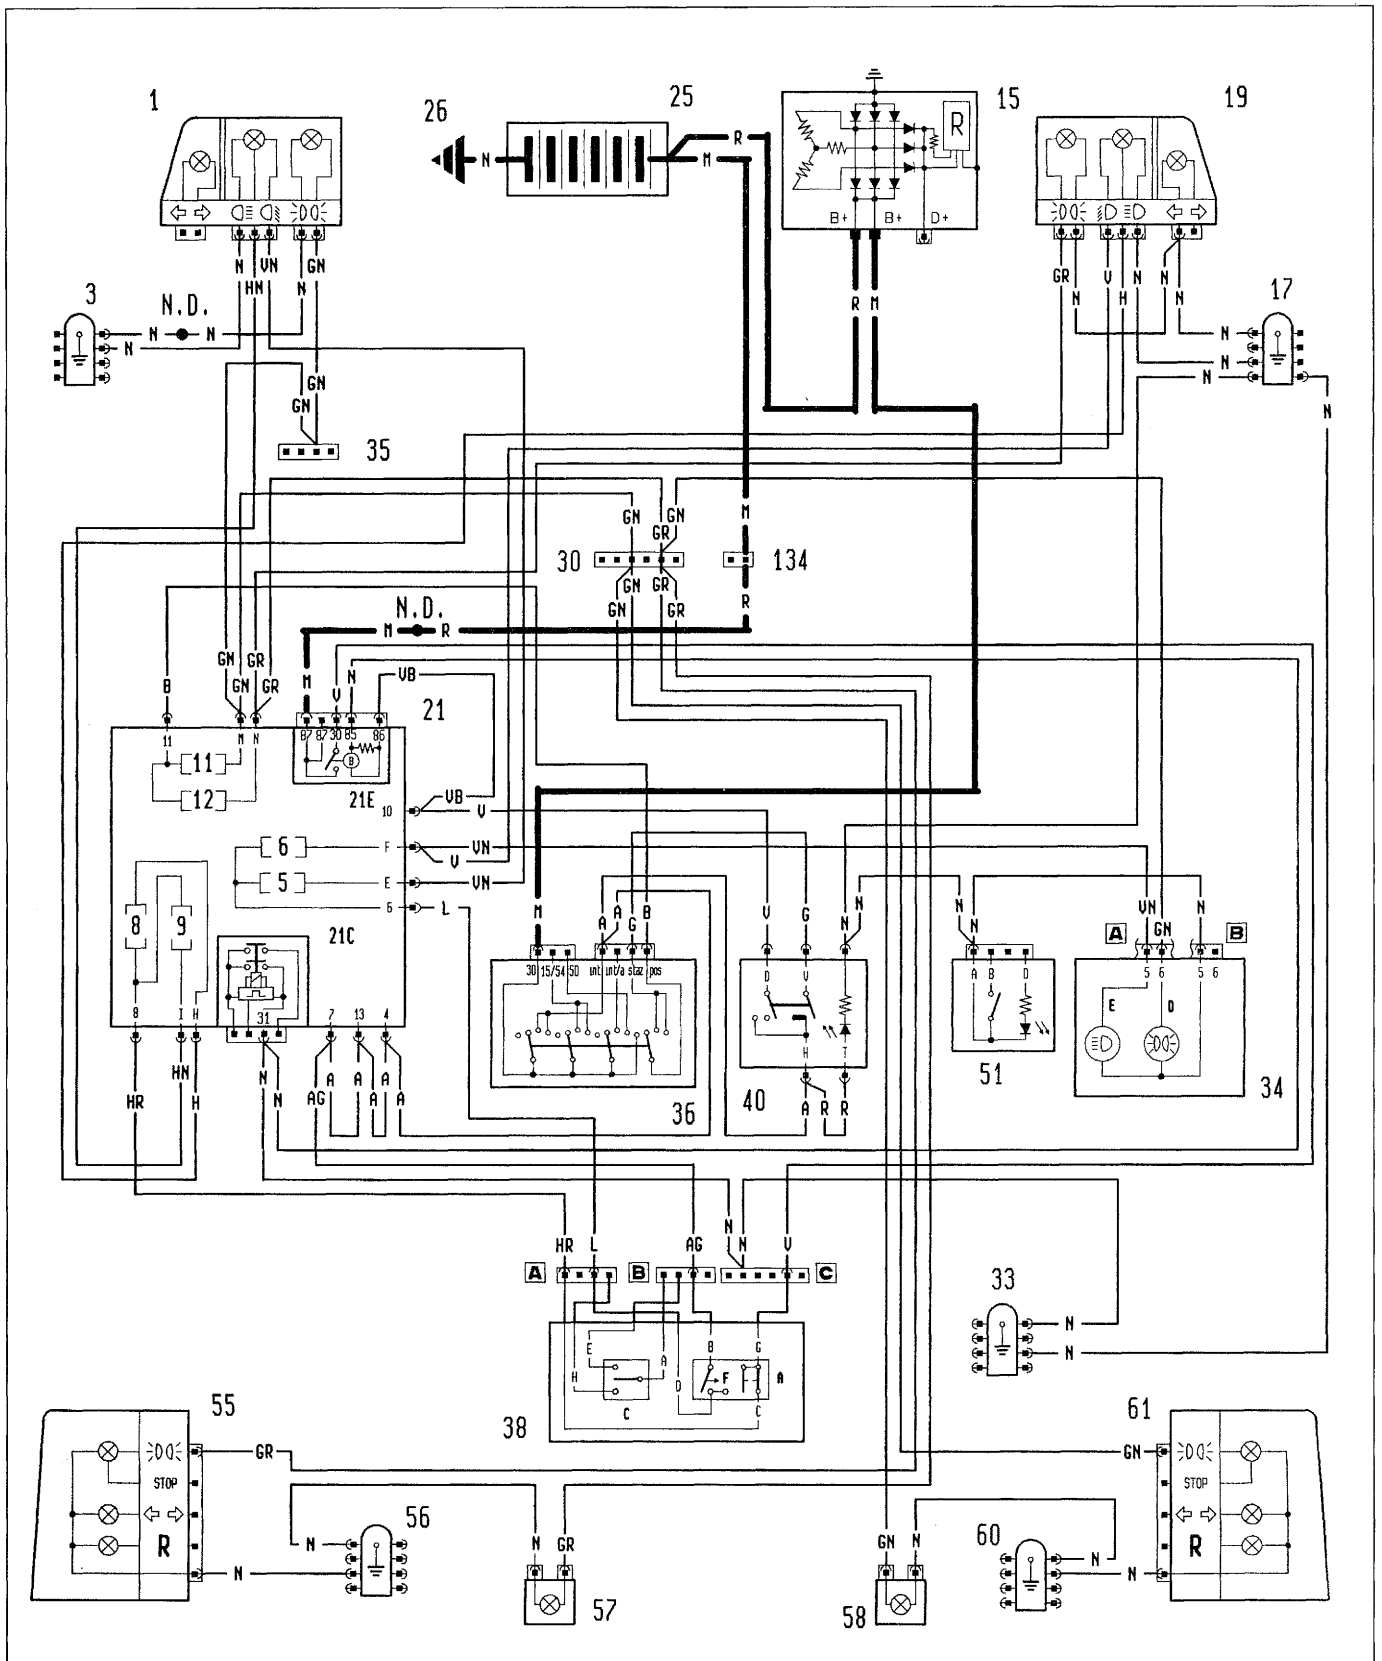 1
26
25
15
19
R
R
N
M
B+ B+ D+
N VN GN
HN N
GR V N N
N H N
3
N.D.
17
N N
N
R M
N
N
N
GN
GN
N
35
GN GN
GR
M
30
134
GN GR
GN GR
R
N.D.
M R
GN GR
B GN GR
M V N VB
21
11 M N
87 87 30 85 86
11
12
B
21E
VB
10
V
6
F
VN
V
5
E
VN
6
L
8
9
21C
8 I H
31
7 13 4
M
A A G B
V G N N
N N
VN GN N
A
B
30 15/54 50 int int/a staz pos
D V
A B D
5 6 5 6
E D
H T
36
40
51
34
HN
HR H
N N
AG A A A A
A R R
HR L AG N N V
A
B
C
33
N
N
E B G
H A D F A
C C
38
55
61
GR
GN
STOP
STOP
R
R
56
60
N
N
N
N
N GR
GN N
57
58